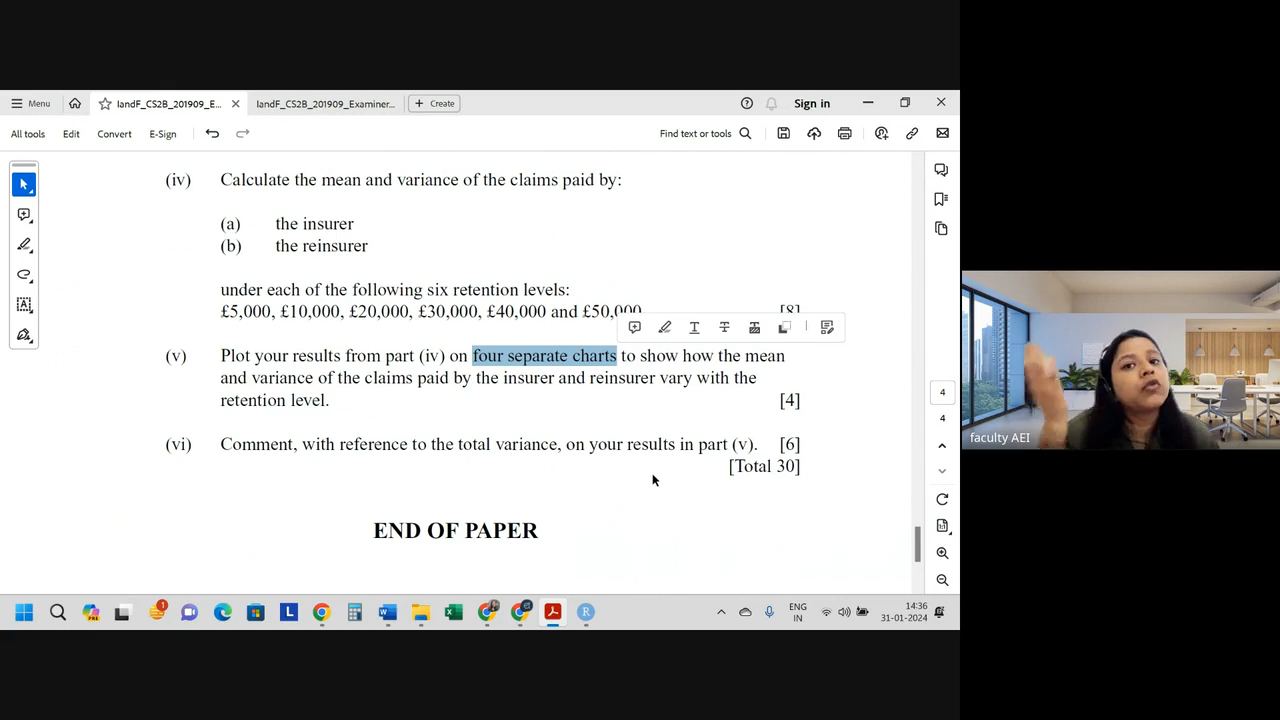 Menu
IandF_CS2B_201909_E...
IandF_CS2B_201909_Examiner...
Create
Sign in
All tools
Edit
Convert
E-Sign
Find text or tools
(iv) Calculate the mean and variance of the claims paid by:
(a) the insurer
(b) the reinsurer
under each of the following six retention levels:
£5,000, £10,000, £20,000, £30,000, £40,000 and £50,000 [8]
(v) Plot your results from part (iv) on four separate charts to show how the mean
and variance of the claims paid by the insurer and reinsurer vary with the
retention level. [4]
(vi) Comment, with reference to the total variance, on your results in part (v). [6]
[Total 30]
END OF PAPER
4
4
faculty AEI
1
ENG
IN
14:36
31-01-2024